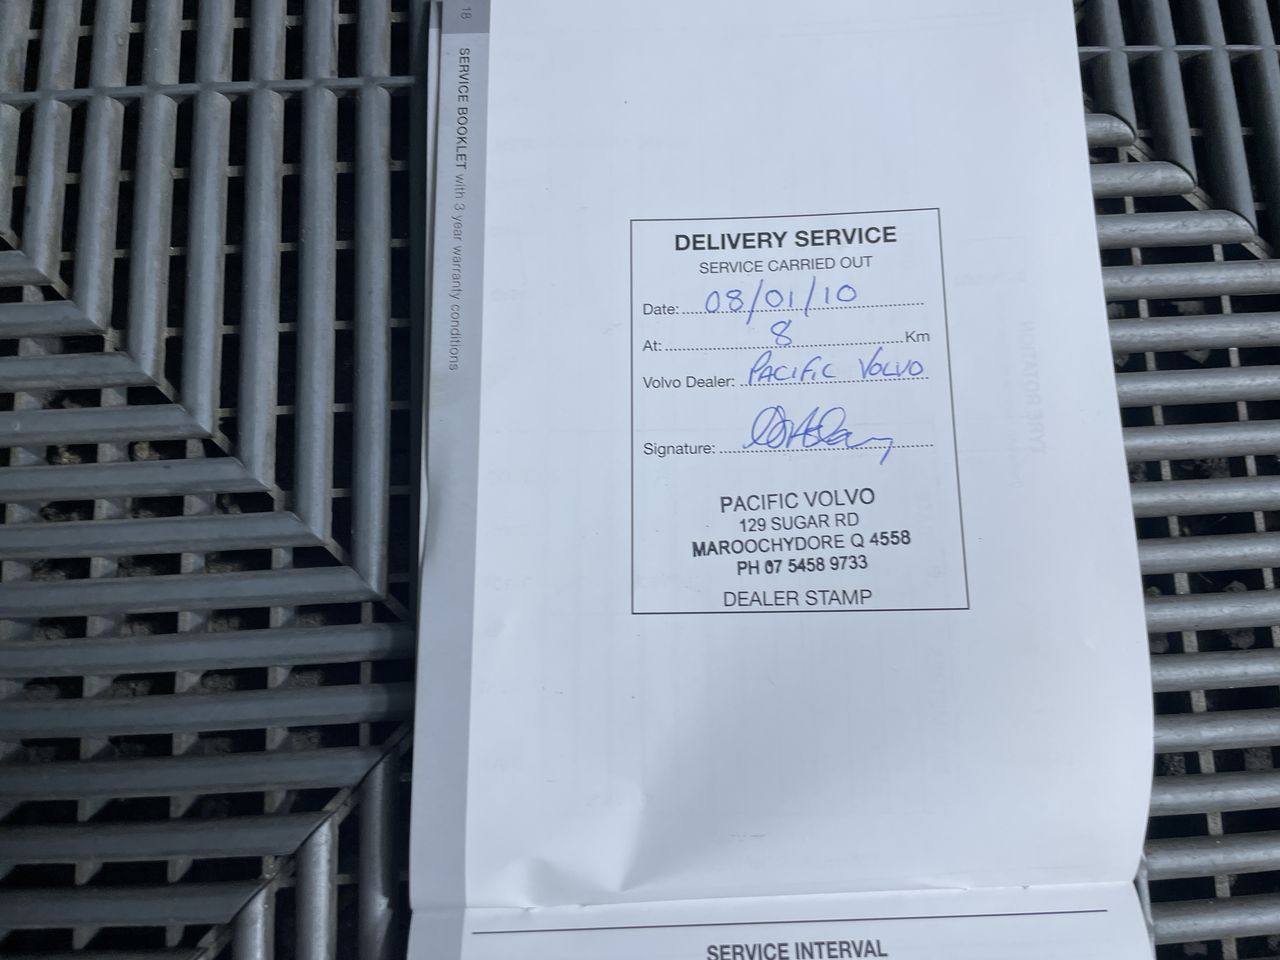 18
SERVICE BOOKLET with 3 year warranty conditions
DELIVERY SERVICE
SERVICE CARRIED OUT
Date: 08/01/10
At: 8 Km
Volvo Dealer: PACIFIC VOLVO
Signature:
PACIFIC VOLVO
129 SUGAR RD
MAROOCHYDORE Q 4558
PH 07 5458 9733
DEALER STAMP
SERVICE INTERVAL